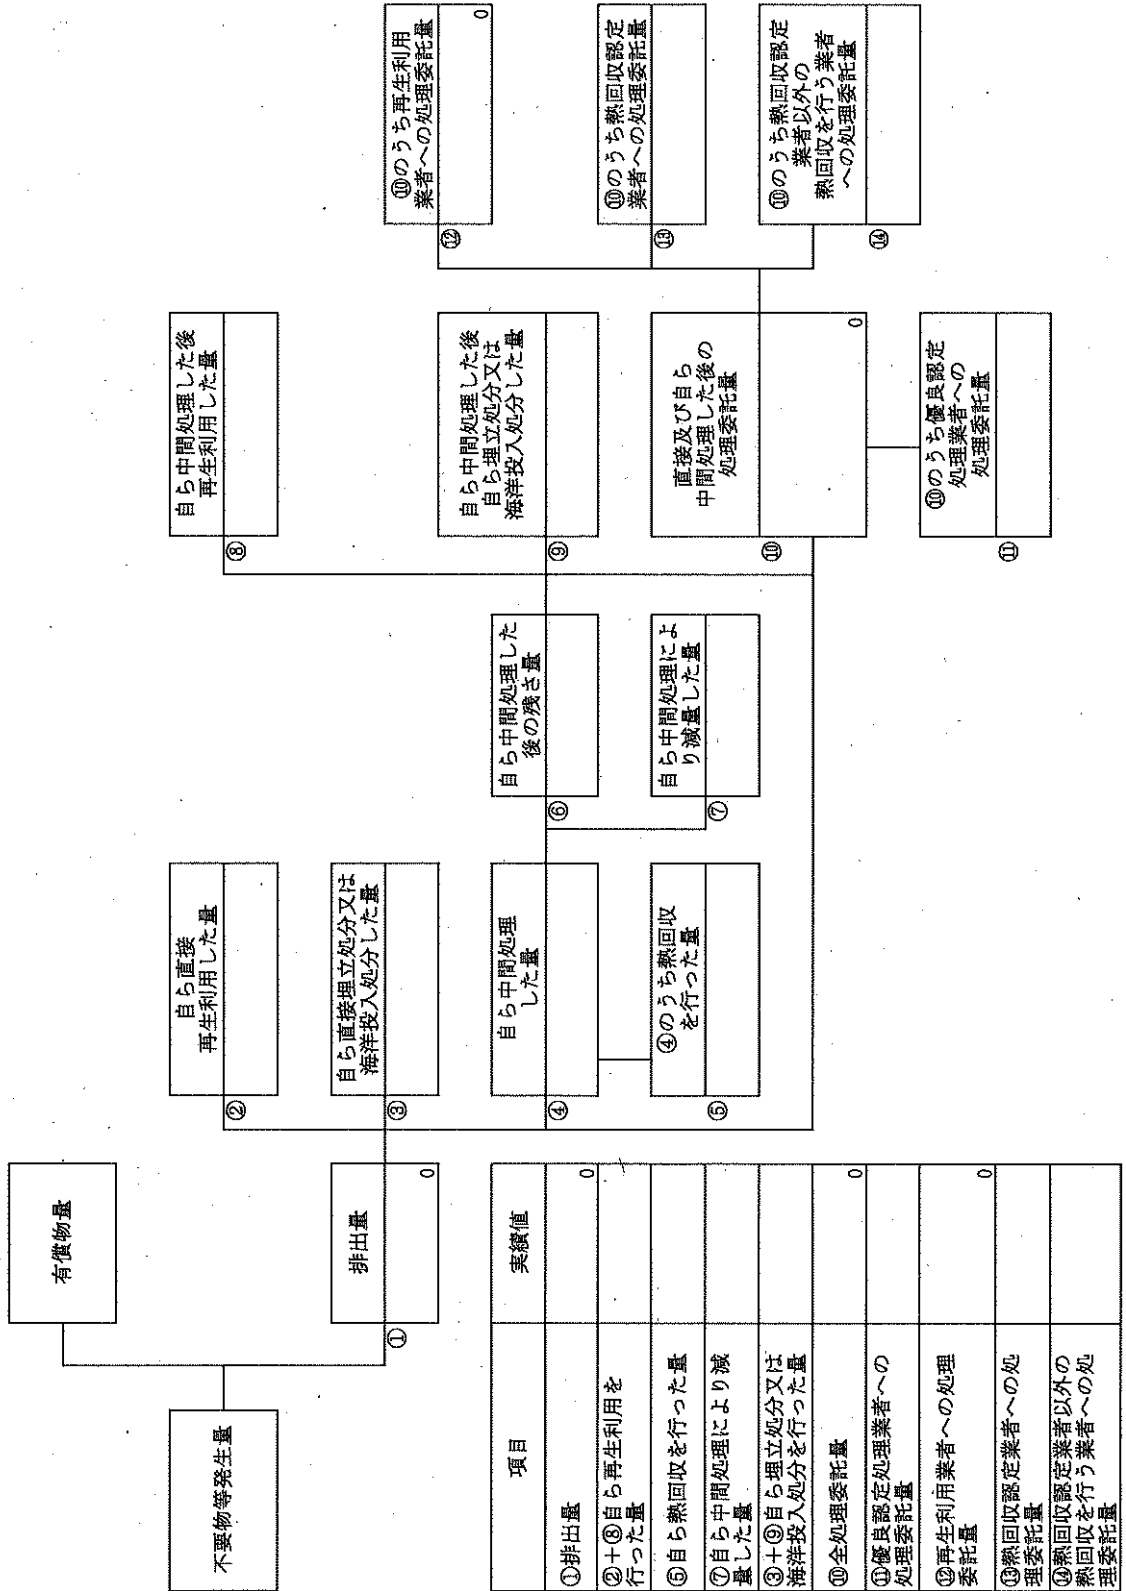 不要物等発生量
有償物量
①
排出量
0
②
自ら直接
再生利用した量
③
自ら直接埋立処分又は
海洋投入処分した量
④
自ら中間処理
した量
⑤
④のうち熱回収
を行った量
⑥
自ら中間処理した
後の残さ量
⑦
自ら中間処理によ
り減量した量
⑧
自ら中間処理した後
再生利用した量
⑨
自ら中間処理した後
自ら埋立処分又は
海洋投入処分した量
⑩
直接及び自ら
中間処理した後の
処理委託量
0
⑪
⑩のうち優良認定
処理業者への
処理委託量
⑫
⑩のうち再生利用
業者への処理委託量
0
⑬
⑩のうち熱回収認定
業者への処理委託量
⑭
⑩のうち熱回収認定
業者以外の
熱回収を行う業者
への処理委託量
項目
実績値
①排出量
0
②+⑧自ら再生利用を
行った量
⑤自ら熱回収を行った量
⑦自ら中間処理により減
量した量
③+⑨自ら埋立処分又は
海洋投入処分を行った量
⑩全処理委託量
0
⑪優良認定処理業者への
処理委託量
⑫再生利用業者への処理
委託量
0
⑬熱回収認定業者への処
理委託量
⑭熱回収認定業者以外の
熱回収を行う業者への処
理委託量